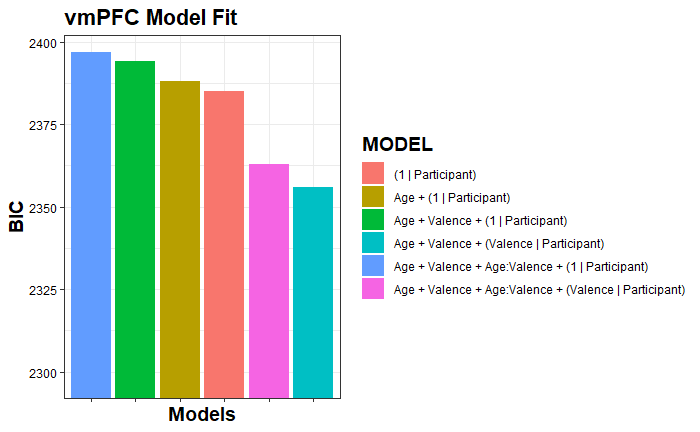 vmPFC Model Fit
2400
2375
2350
2325
2300
BIC
Models
MODEL
(1 | Participant)
Age + (1 | Participant)
Age + Valence + (1 | Participant)
Age + Valence + (Valence | Participant)
Age + Valence + Age:Valence + (1 | Participant)
Age + Valence + Age:Valence + (Valence | Participant)